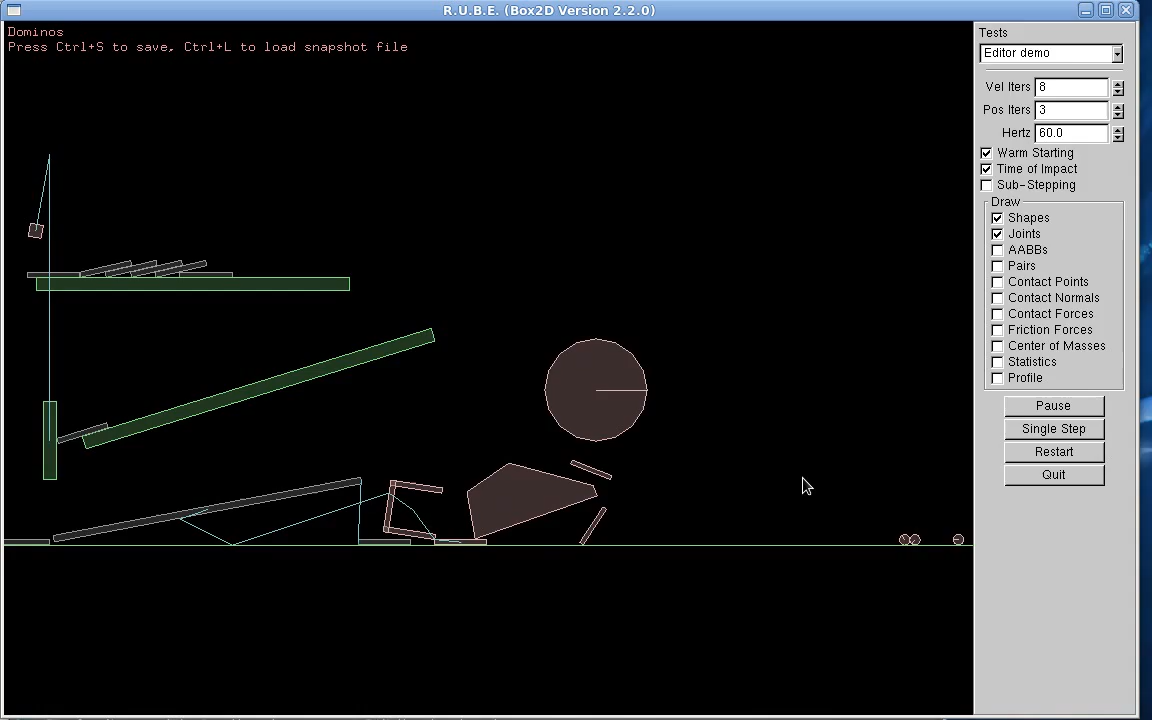 R.U.B.E. (Box2D Version 2.2.0)
Dominos
Press Ctrl+S to save, Ctrl+L to load snapshot file
Tests
Editor demo
Vel Iters 8
Pos Iters 3
Hertz 60.0
Warm Starting
Time of Impact
Sub-Stepping
Draw
Shapes
Joints
AABBs
Pairs
Contact Points
Contact Normals
Contact Forces
Friction Forces
Center of Masses
Statistics
Profile
Pause
Single Step
Restart
Quit